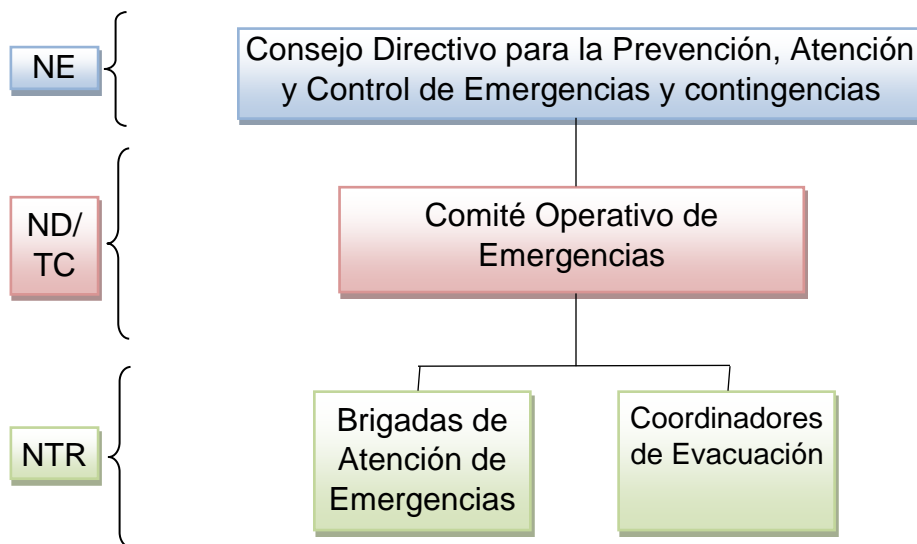 NE
Consejo Directivo para la Prevención, Atención
y Control de Emergencias y contingencias
ND/
TC
Comité Operativo de
Emergencias
NTR
Brigadas de
Atención de
Emergencias
Coordinadores
de Evacuación